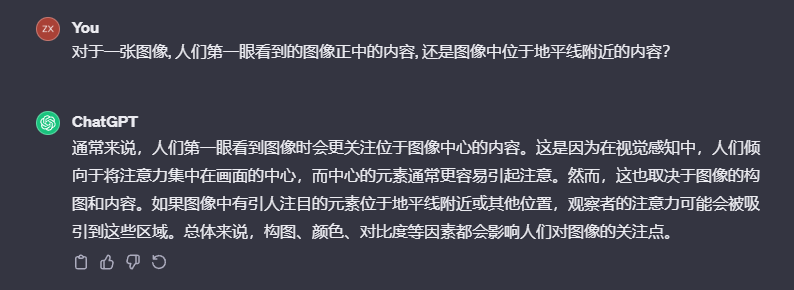 ZX
You
对于一张图像, 人们第一眼看到的图像正中的内容, 还是图像中位于地平线附近的内容?
ChatGPT
通常来说，人们第一眼看到图像时会更关注位于图像中心的内容。这是因为在视觉感知中，人们倾
向于将注意力集中在画面的中心，而中心的元素通常更容易引起注意。然而，这也取决于图像的构
图和内容。如果图像中有引人注目的元素位于地平线附近或其他位置，观察者的注意力可能会被吸
引到这些区域。总体来说，构图、颜色、对比度等因素都会影响人们对图像的关注点。